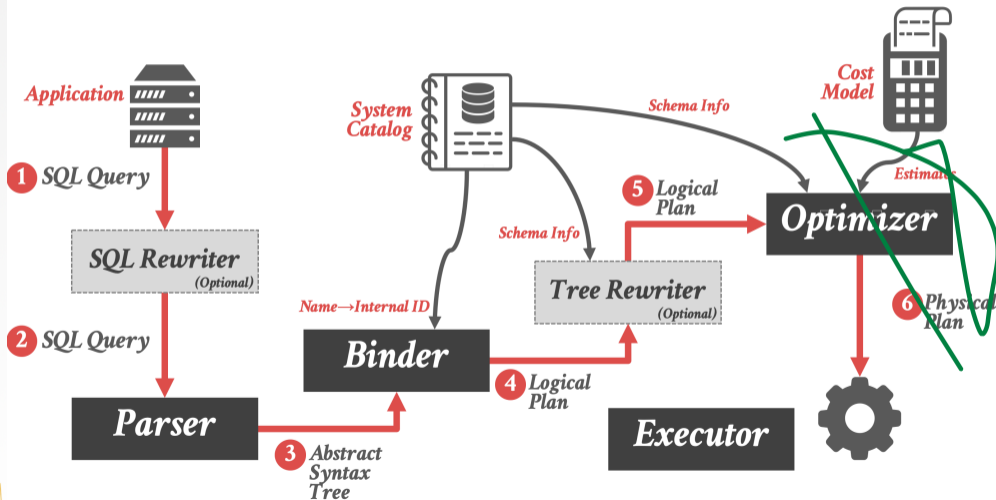 Application
1 SQL Query
SQL Rewriter
(Optional)
2 SQL Query
Parser
3 Abstract
Syntax
Tree
System
Catalog
Name→Internal ID
Binder
4 Logical
Plan
Schema Info
Schema Info
Tree Rewriter
(Optional)
5 Logical
Plan
Cost
Model
Estimates
Optimizer
6 Physical
Plan
Executor